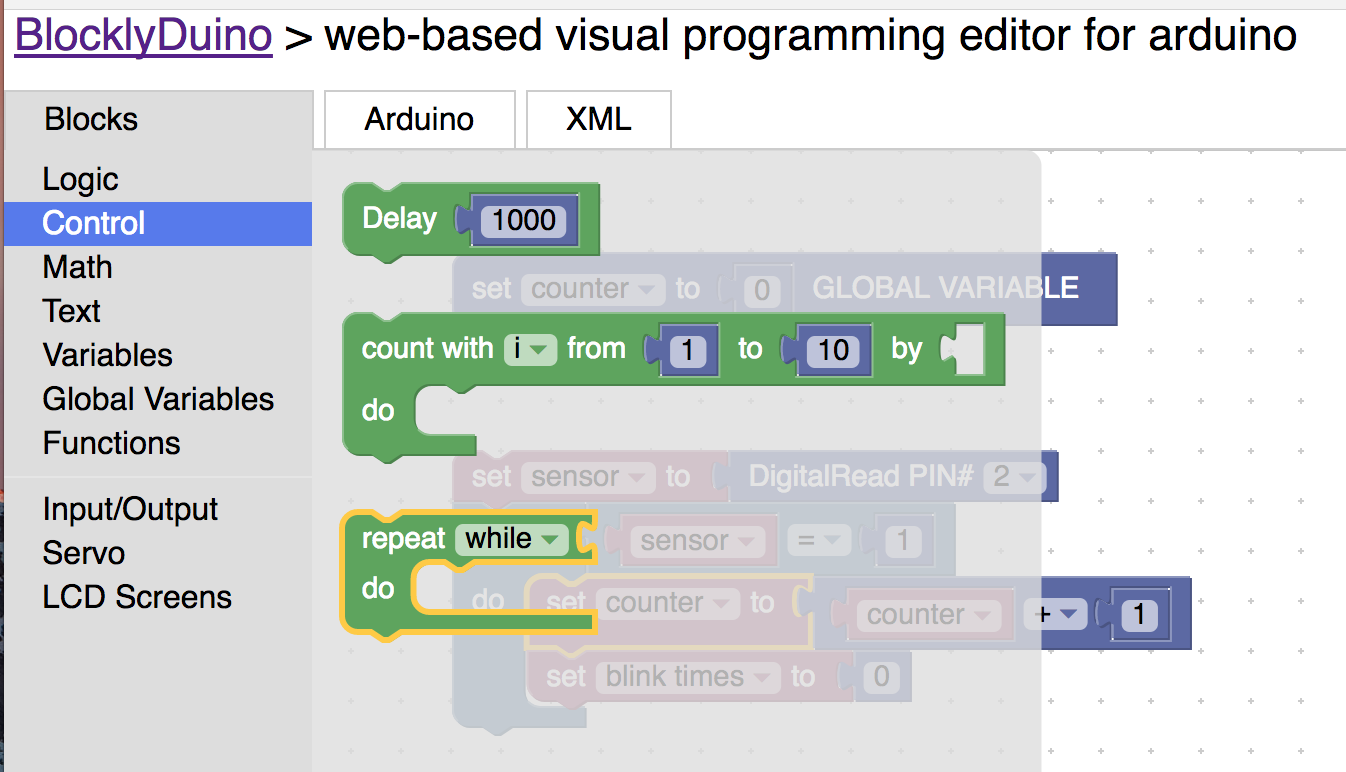 BlocklyDuino > web-based visual programming editor for arduino
Blocks
Arduino
XML
Logic
Control
Math
Text
Variables
Global Variables
Functions
Input/Output
Servo
LCD Screens
Delay 1000
set counter to 0 GLOBAL VARIABLE
count with i from 1 to 10 by
do
set sensor to DigitalRead PIN# 2
repeat while
sensor = 1
do
do set counter to counter + 1
set blink times to 0